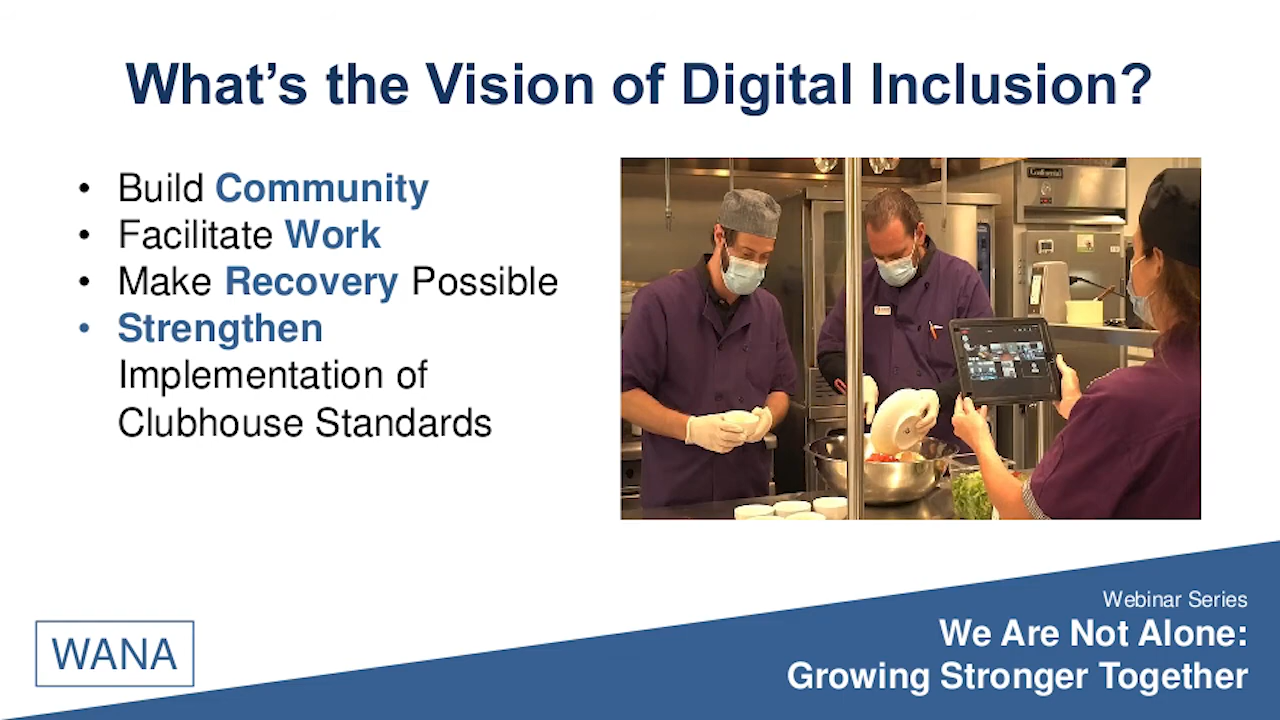 What's the Vision of Digital Inclusion?
• Build Community
• Facilitate Work
• Make Recovery Possible
• Strengthen
Implementation of
Clubhouse Standards
WANA
Webinar Series
We Are Not Alone:
Growing Stronger Together